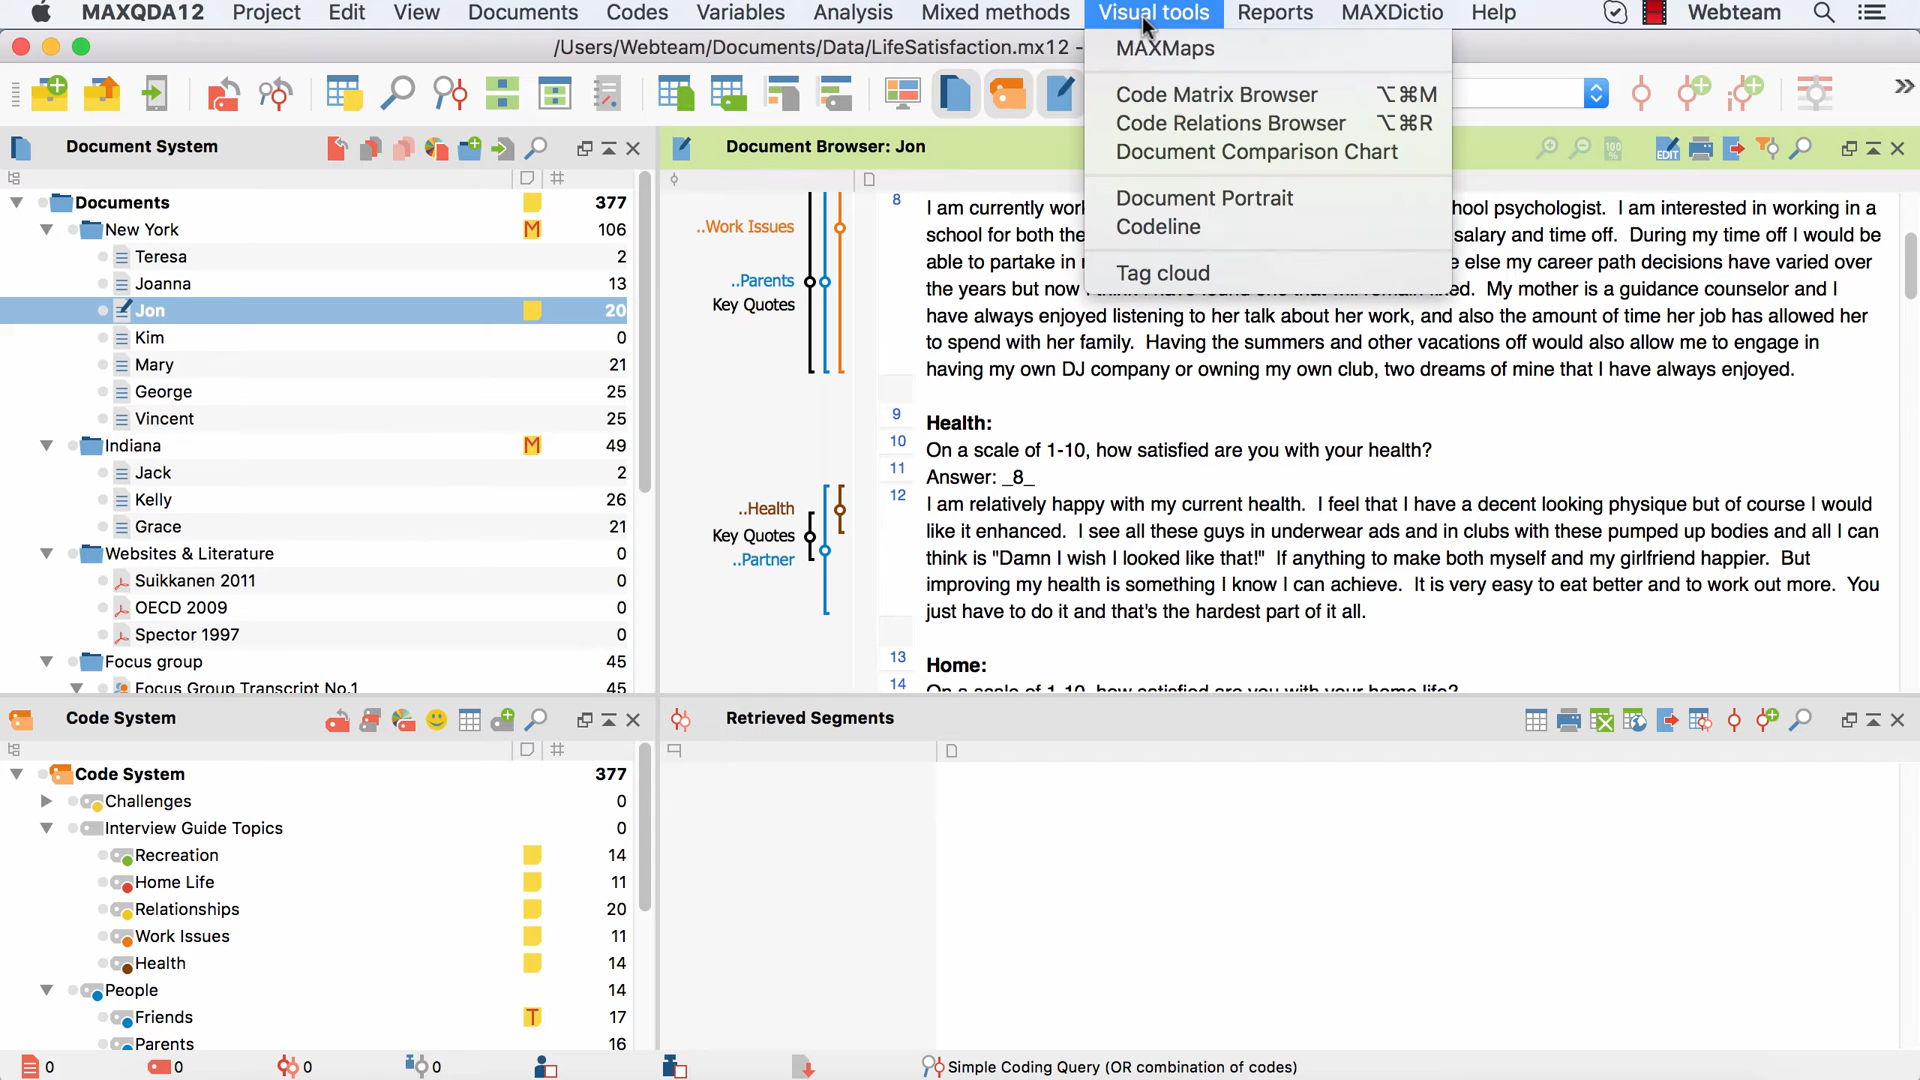 MAXQDA12 Project Edit View Documents Codes Variables Analysis Mixed methods Visual tools Reports MAXDictio Help Webteam
/Users/Webteam/Documents/Data/LifeSatisfaction.mx12 -
MAXMaps
Code Matrix Browser ⌥⌘M
Code Relations Browser ⌥⌘R
Document Comparison Chart
Document Portrait
Codeline
Tag cloud
Document System
Documents 377
New York M 106
Teresa 2
Joanna 13
Jon 20
Kim 0
Mary 21
George 25
Vincent 25
Indiana M 49
Jack 2
Kelly 26
Grace 21
Websites & Literature 0
Suikkanen 2011 0
OECD 2009 0
Spector 1997 0
Focus group 45
Focus Group Transcript No.1 45
Document Browser: Jon
100%
EDIT
..Work Issues
..Parents
Key Quotes
..Health
Key Quotes
..Partner
8 I am currently worl hool psychologist. I am interested in working in a
school for both the salary and time off. During my time off I would be
able to partake in r e else my career path decisions have varied over
the years but now ed. My mother is a guidance counselor and I
have always enjoyed listening to her talk about her work, and also the amount of time her job has allowed her
to spend with her family. Having the summers and other vacations off would also allow me to engage in
having my own DJ company or owning my own club, two dreams of mine that I have always enjoyed.
9 Health:
10 On a scale of 1-10, how satisfied are you with your health?
11 Answer: _8_
12 I am relatively happy with my current health. I feel that I have a decent looking physique but of course I would
like it enhanced. I see all these guys in underwear ads and in clubs with these pumped up bodies and all I can
think is "Damn I wish I looked like that!" If anything to make both myself and my girlfriend happier. But
improving my health is something I know I can achieve. It is very easy to eat better and to work out more. You
just have to do it and that's the hardest part of it all.
13 Home:
14 On a scale of 1-10, how satisfied are you with your home life?
Code System
Code System 377
Challenges 0
Interview Guide Topics 0
Recreation 14
Home Life 11
Relationships 20
Work Issues 11
Health 14
People 14
Friends T 17
Parents 16
Retrieved Segments
0 0 0 0 Simple Coding Query (OR combination of codes)